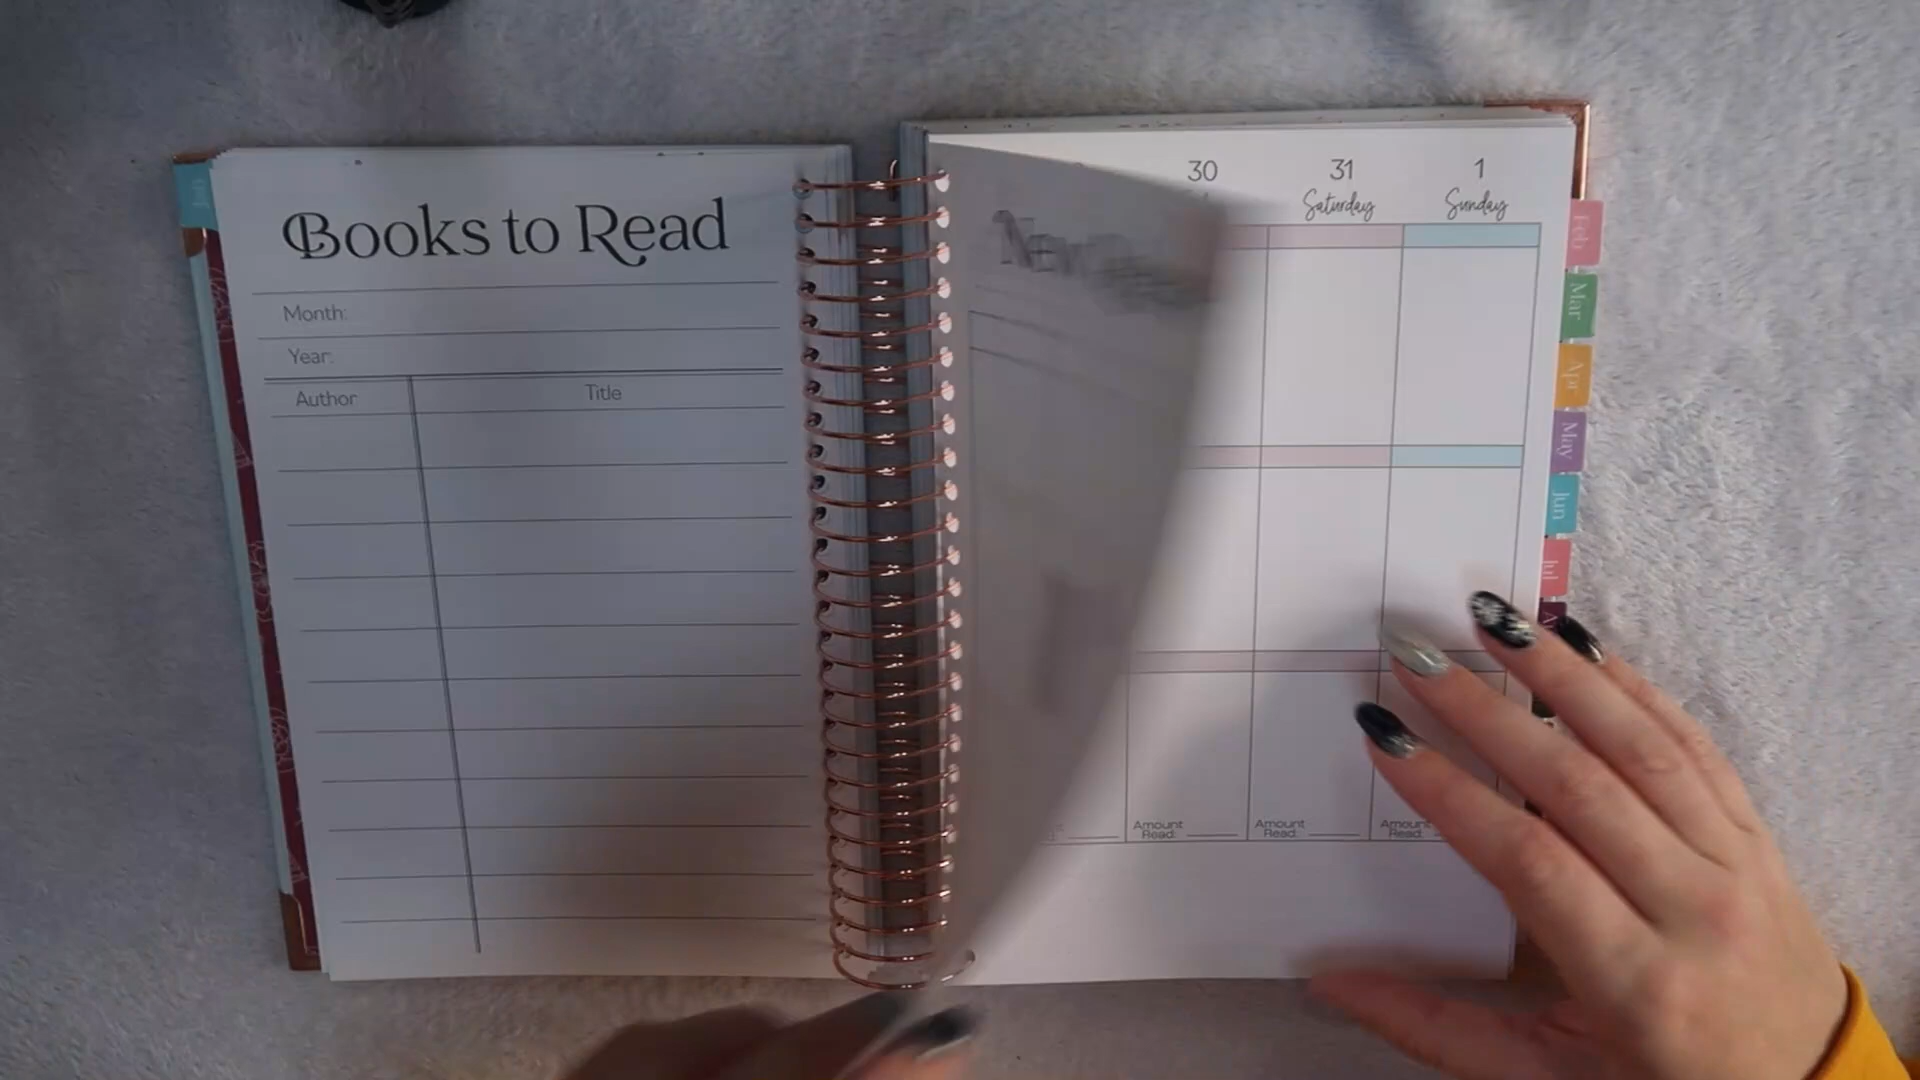 Books to Read
Month:
Year:
Author
Title
30
31
1
Saturday
Sunday
Amount
Read:
Amount
Read:
Amount
Read:
Feb
Mar
Apr
May
Jun
Jul